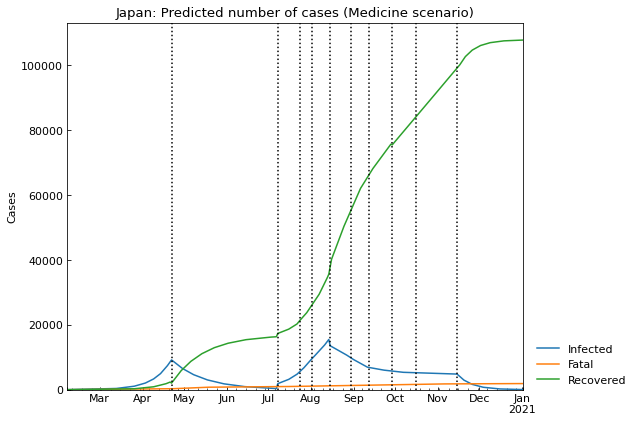 Japan: Predicted number of cases (Medicine scenario)
100000
80000
60000
40000
20000
0
Cases
Mar Apr May Jun Jul Aug Sep Oct Nov Dec Jan
2021
Infected
Fatal
Recovered